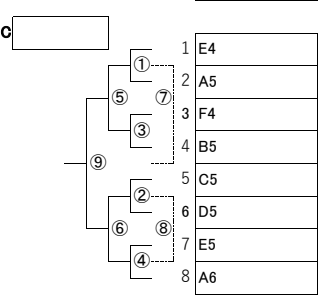 C
1 E4
① 
2 A5
⑤ ⑦
3 F4
③
4 B5
⑨
5 C5
②
6 D5
⑥ ⑧
7 E5
④
8 A6